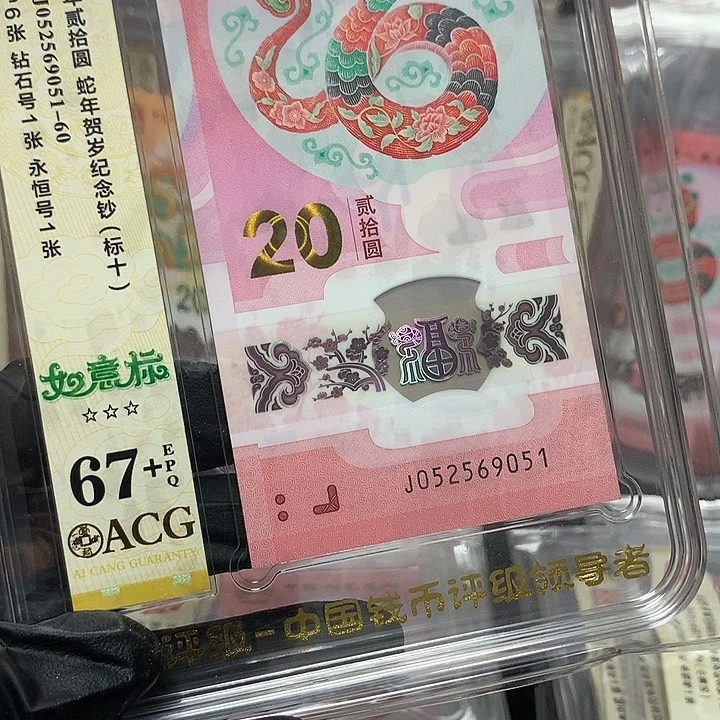 年贰拾圆 蛇年贺岁纪念钞(标十)
J052569051-60
6张 钻石号1张 永恒号1张
如意标
☆☆☆
67+EPQ
ACG
AI CANG GUARANTY
20
贰拾圆
福
J052569051
评级-中国钱币评级领导者